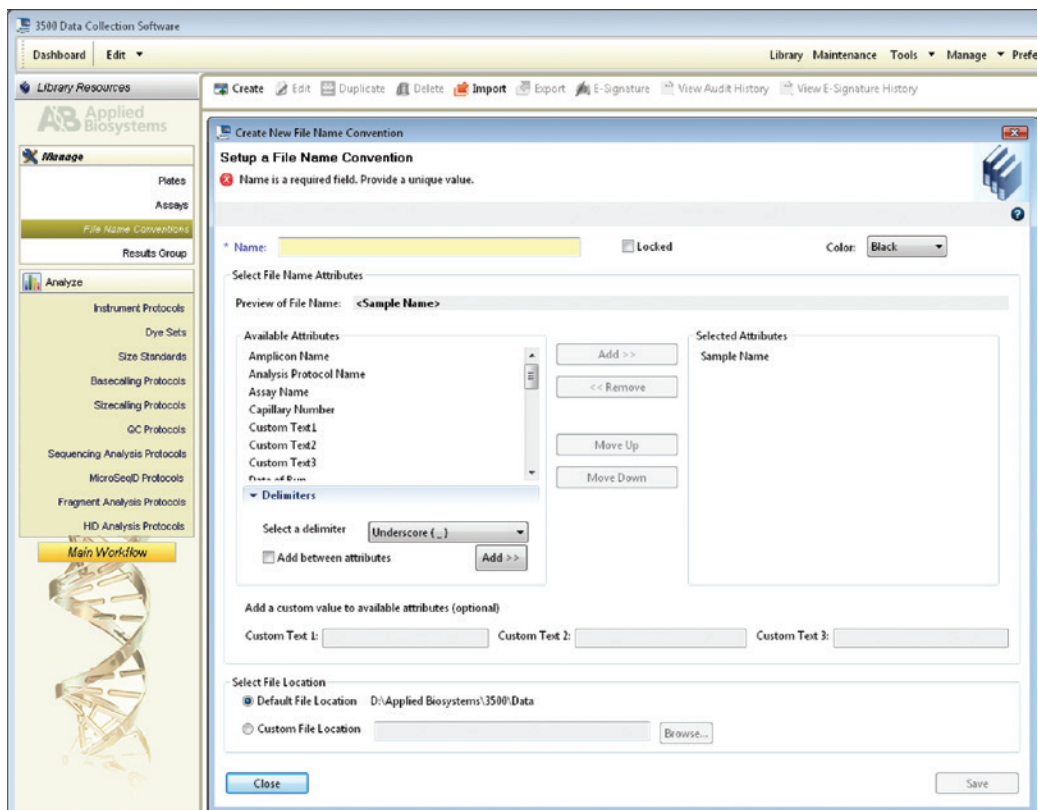 3500 Data Collection Software
Dashboard Edit Library Maintenance Tools Manage Prefe
Library Resources
Create Edit Duplicate Delete Import Export E-Signature View Audit History View E-Signature History
AB Applied Biosystems
Manage
Plates
Assays
File Name Conventions
Results Group
Analyze
Instrument Protocols
Dye Sets
Size Standards
Basecalling Protocols
Sizecalling Protocols
QC Protocols
Sequencing Analysis Protocols
MicroSeqID Protocols
Fragment Analysis Protocols
HD Analysis Protocols
Main Workflow
Create New File Name Convention
Setup a File Name Convention
Name is a required field. Provide a unique value.
* Name: Locked Color: Black
Select File Name Attributes
Preview of File Name: <Sample Name>
Available Attributes
Amplicon Name
Analysis Protocol Name
Assay Name
Capillary Number
Custom Text1
Custom Text2
Custom Text3
Date of Run
Add >>
<< Remove
Move Up
Move Down
Selected Attributes
Sample Name
Delimiters
Select a delimiter Underscore ( _ )
Add between attributes Add >>
Add a custom value to available attributes (optional)
Custom Text 1: Custom Text 2: Custom Text 3:
Select File Location
Default File Location D:\Applied Biosystems\3500\Data
Custom File Location Browse...
Close Save